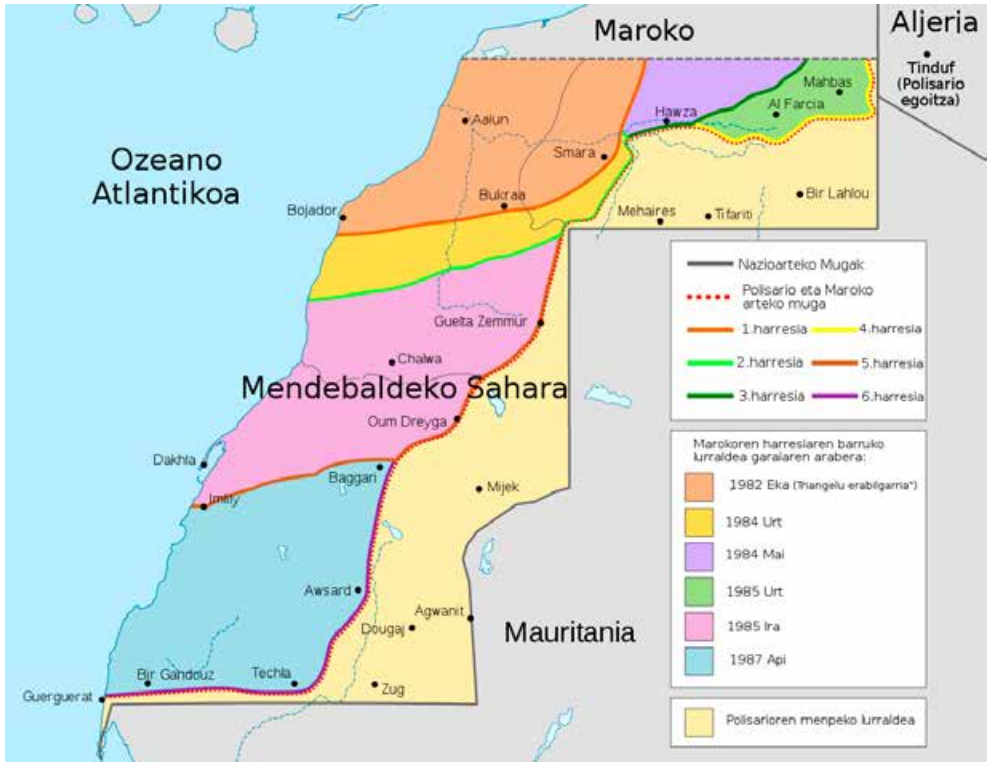 Maroko
Aljeria
Tinduf
(Polisario
egoitza)
Mahbas
Al Farcia
Hawza
Aaiun
Smara
Ozeano
Atlantikoa
Bukraa
Bojador
Bir Lahlou
Mehaires
Tifariti
Guelta Zemmur
Chalwa
Mendebaldeko Sahara
Oum Dreyga
Dakhla
Baggari
Imlily
Mijek
Awsard
Agwanit
Dougaj
Mauritania
Bir Gandouz
Techla
Zug
Guerguerat
Nazioarteko Mugak
Polisario eta Maroko
arteko muga
1.harresia
4.harresia
2.harresia
5.harresia
3.harresia
6.harresia
Marokoren harresiaren barruko
lurraldea garaiaren arabera:
1982 Eka (Triangelu erabilgarria")
1984 Urt
1984 Mai
1985 Urt
1985 Ira
1987 Api
Polisarioren menpeko lurraldea